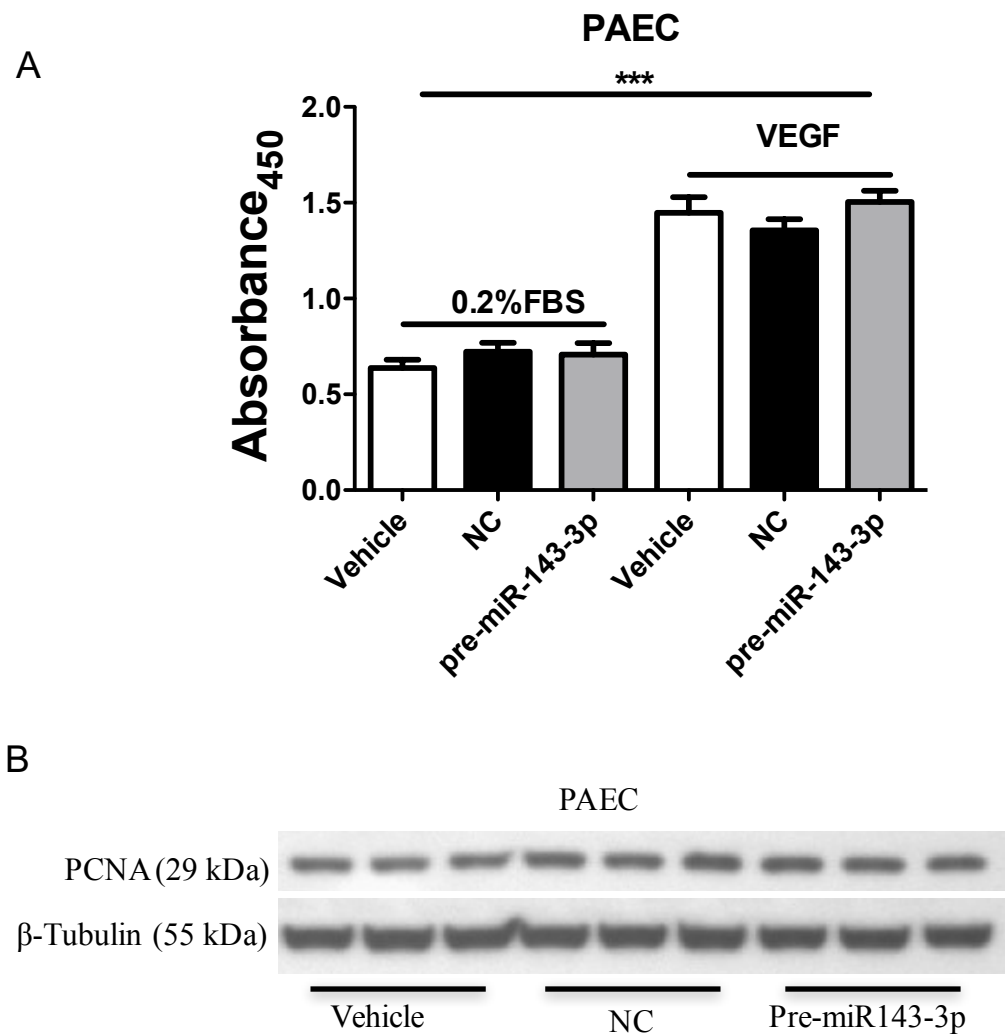 A
PAEC
***
VEGF
0.2%FBS
Absorbance450
2.0
1.5
1.0
0.5
0.0
Vehicle
NC
pre-miR-143-3p
Vehicle
NC
pre-miR-143-3p
B
PAEC
PCNA (29 kDa)
β-Tubulin (55 kDa)
Vehicle
NC
Pre-miR143-3p